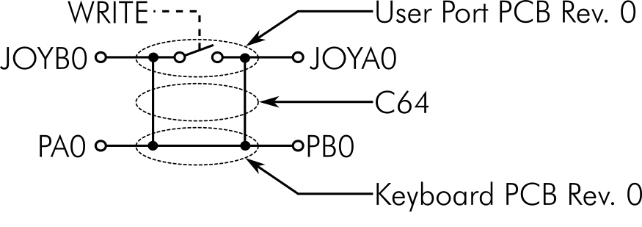 WRITE
User Port PCB Rev. 0
JOYB0
JOYA0
C64
PA0
PB0
Keyboard PCB Rev. 0